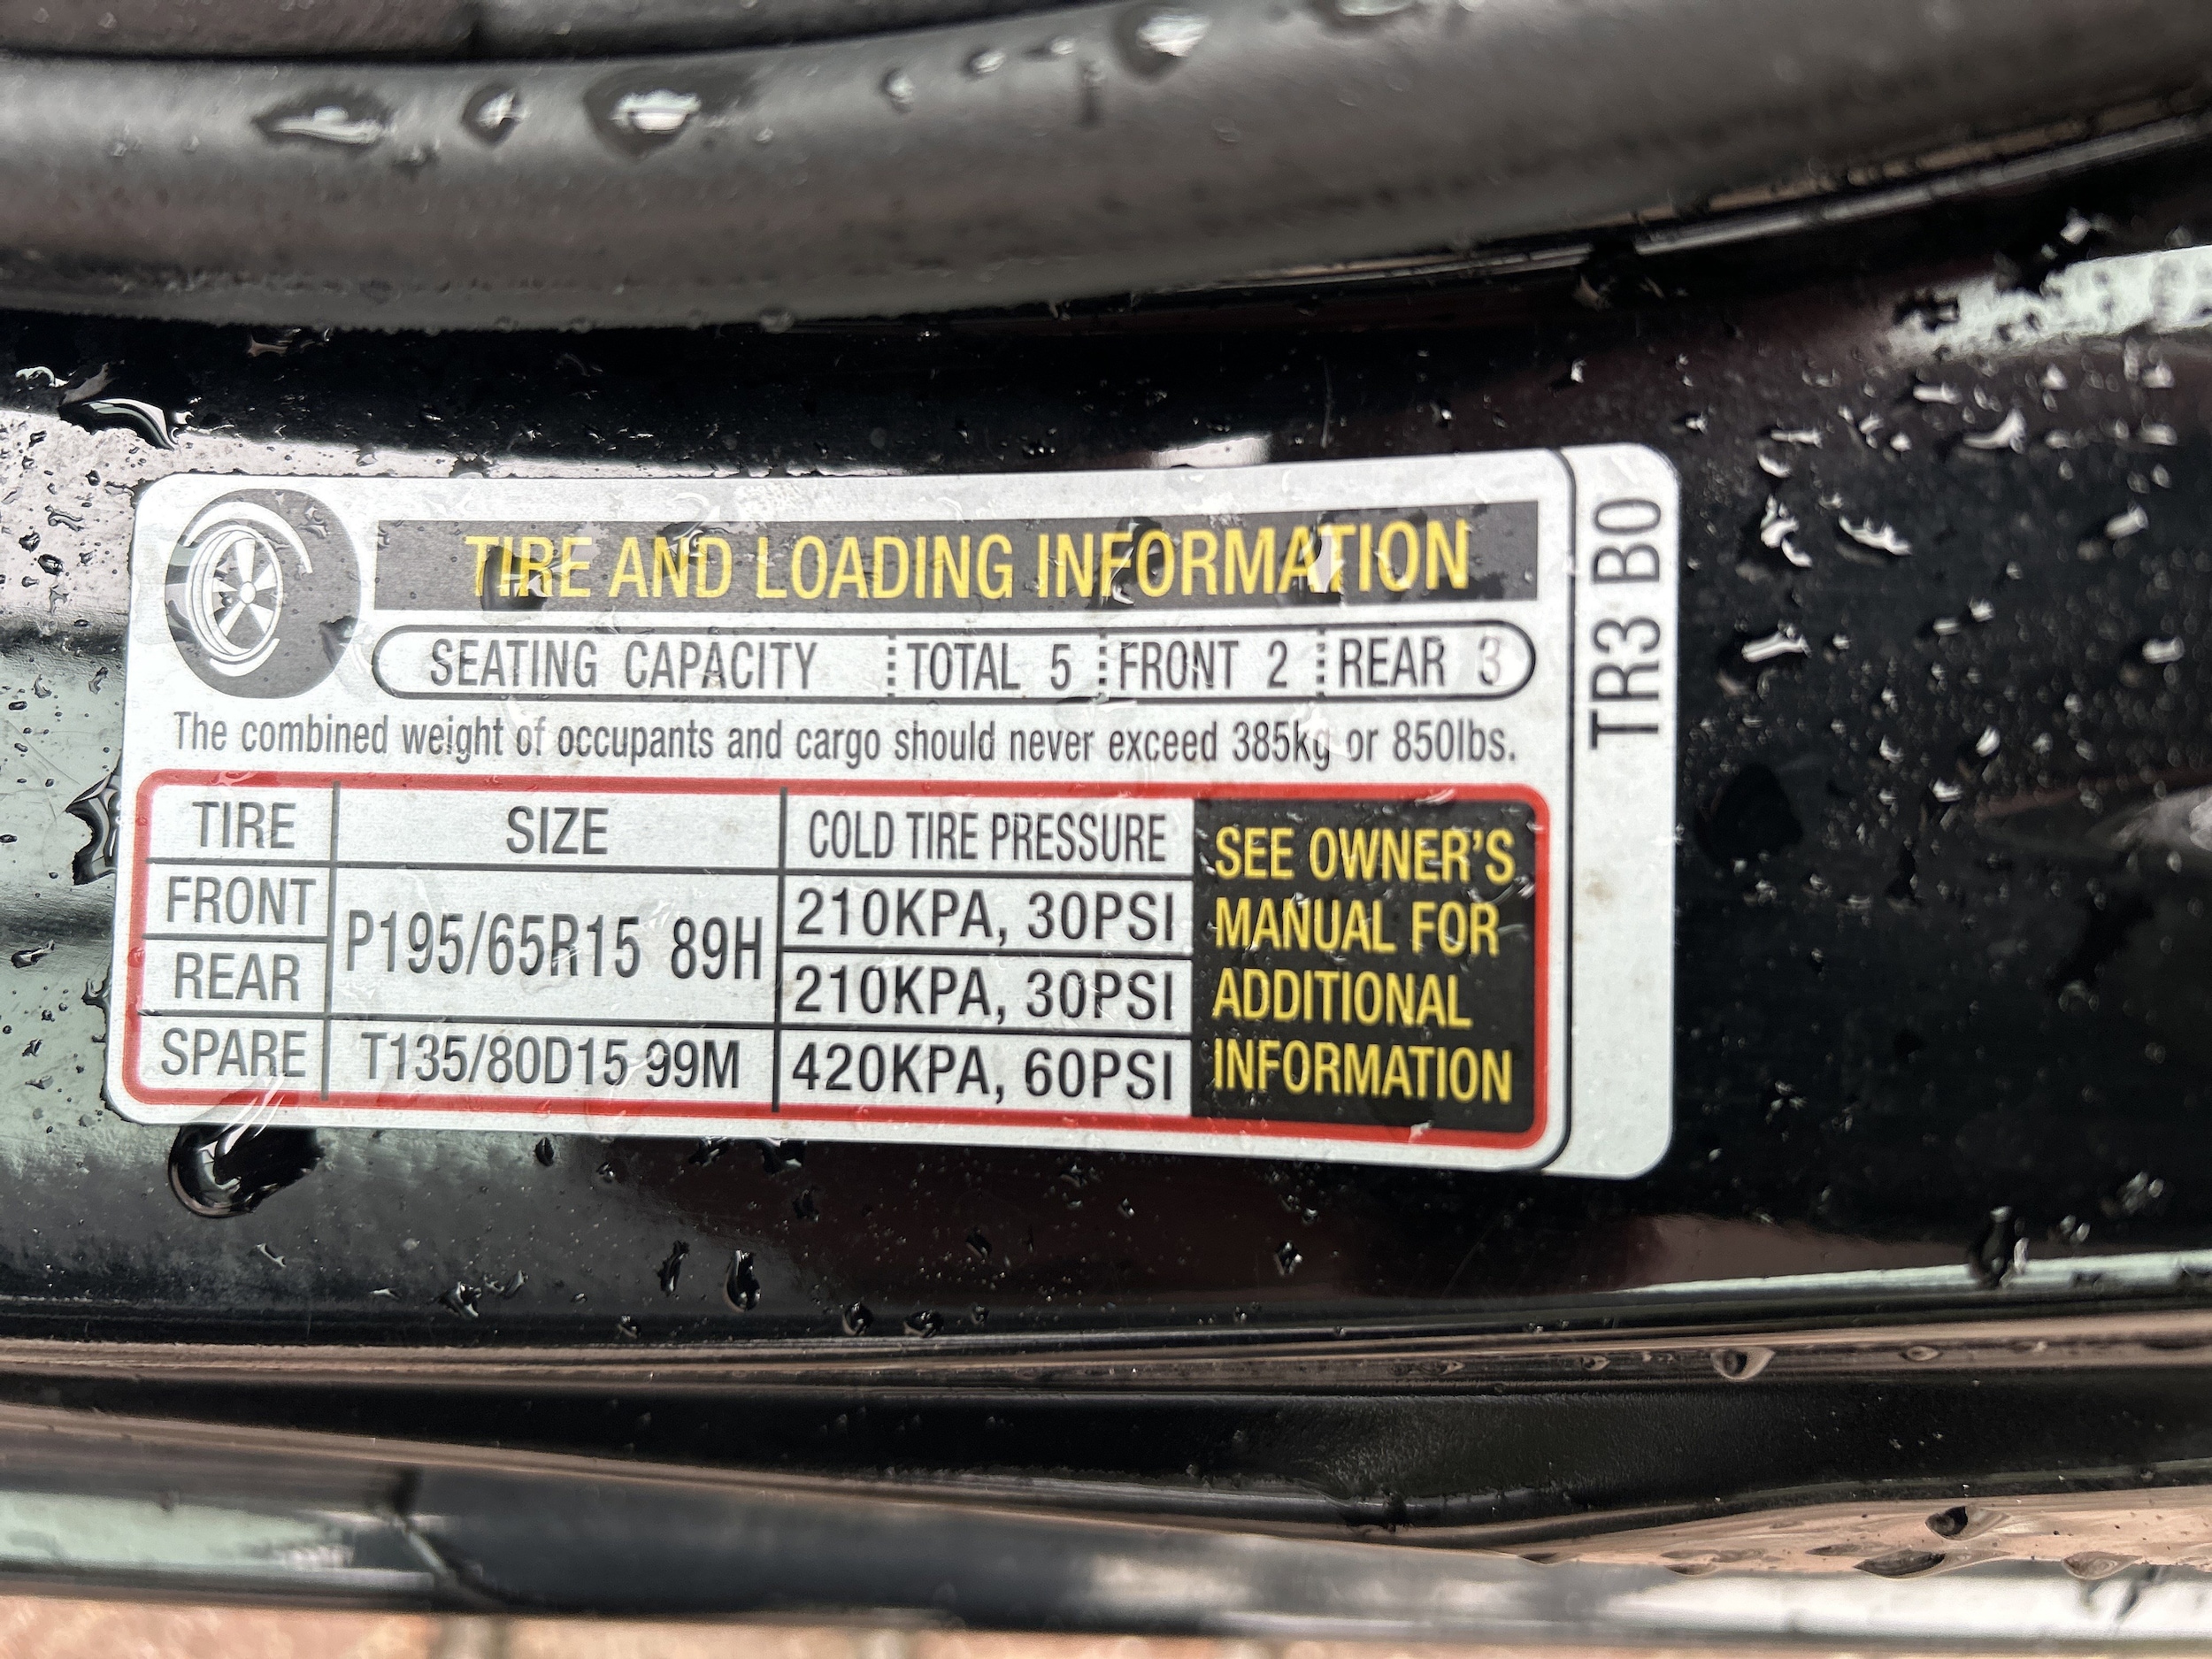 TIRE AND LOADING INFORMATION
SEATING CAPACITY TOTAL 5 FRONT 2 REAR 3
The combined weight of occupants and cargo should never exceed 385kg or 850lbs.
TIRE SIZE COLD TIRE PRESSURE
FRONT P195/65R15 89H 210KPA, 30PSI
REAR 210KPA, 30PSI
SPARE T135/80D15 99M 420KPA, 60PSI
SEE OWNER'S
MANUAL FOR
ADDITIONAL
INFORMATION
TR3 B0